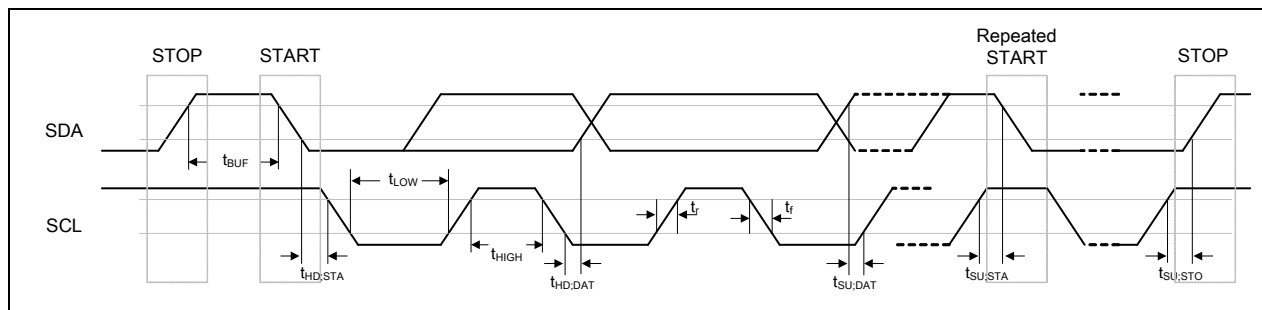 STOP
START
Repeated
START
STOP
SDA
tBUF
tLOW
SCL
tr
tf
tHIGH
tHD;STA
tHD;DAT
tSU;DAT
tSU;STA
tSU;STO